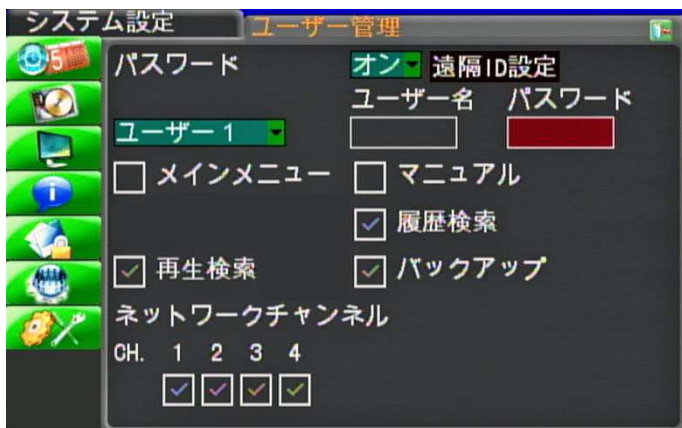 システム設定 ユーザー管理
5
パスワード オン 遠隔ID設定
ユーザー名 パスワード
ユーザー1
メインメニュー マニュアル
履歴検索
再生検索 バックアップ
ネットワークチャンネル
CH. 1 2 3 4